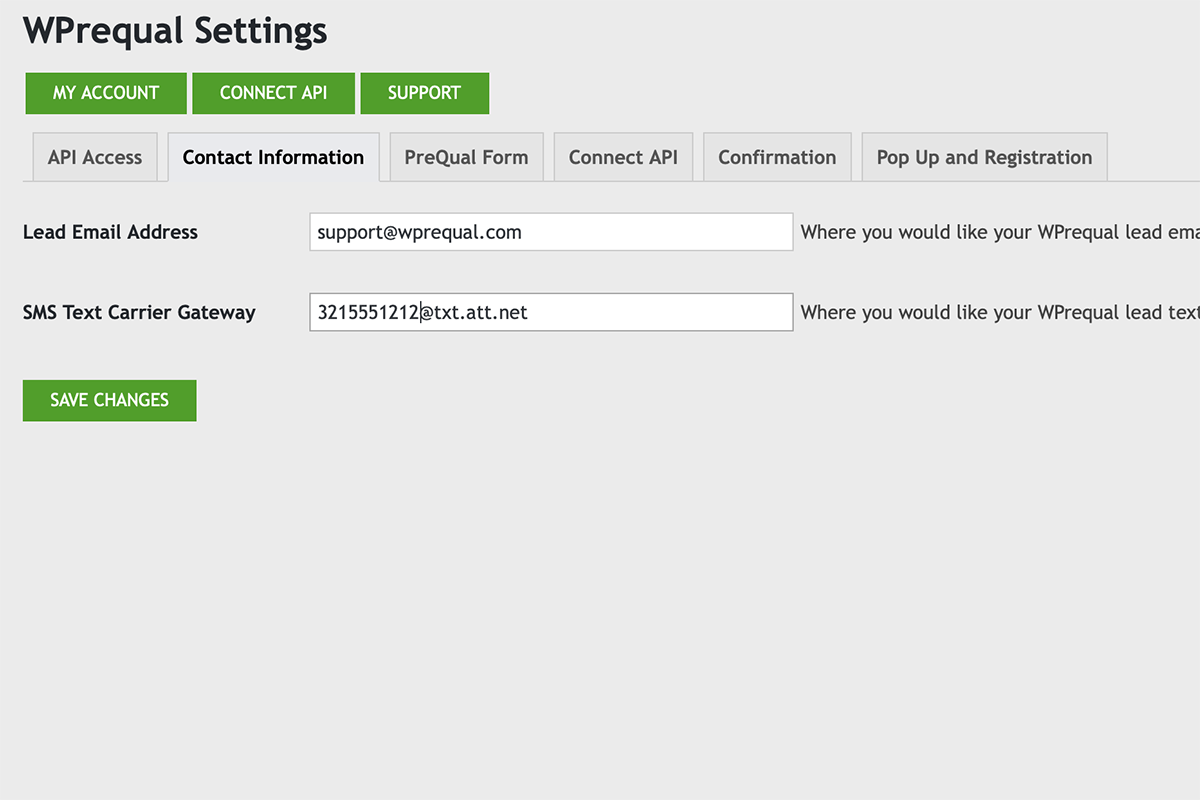 WPrequal Settings
MY ACCOUNT CONNECT API SUPPORT
API Access Contact Information PreQual Form Connect API Confirmation Pop Up and Registration
Lead Email Address support@wprequal.com Where you would like your WPrequal lead ema
SMS Text Carrier Gateway 3215551212@txt.att.net Where you would like your WPrequal lead text
SAVE CHANGES